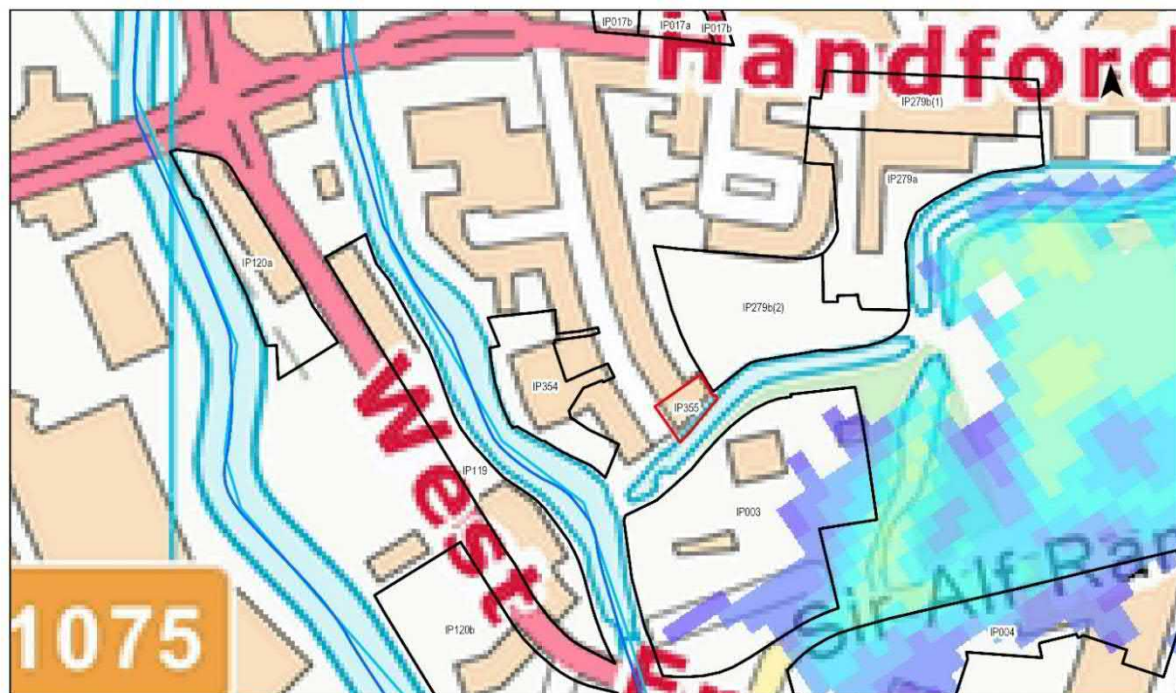 IP017b
IP017a
IP017b
Handford
IP279b(1)
IP279a
IP120a
IP279b(2)
IP354
IP355
West
IP119
IP003
Sir Alf Ram
1075
IP120b
IP004